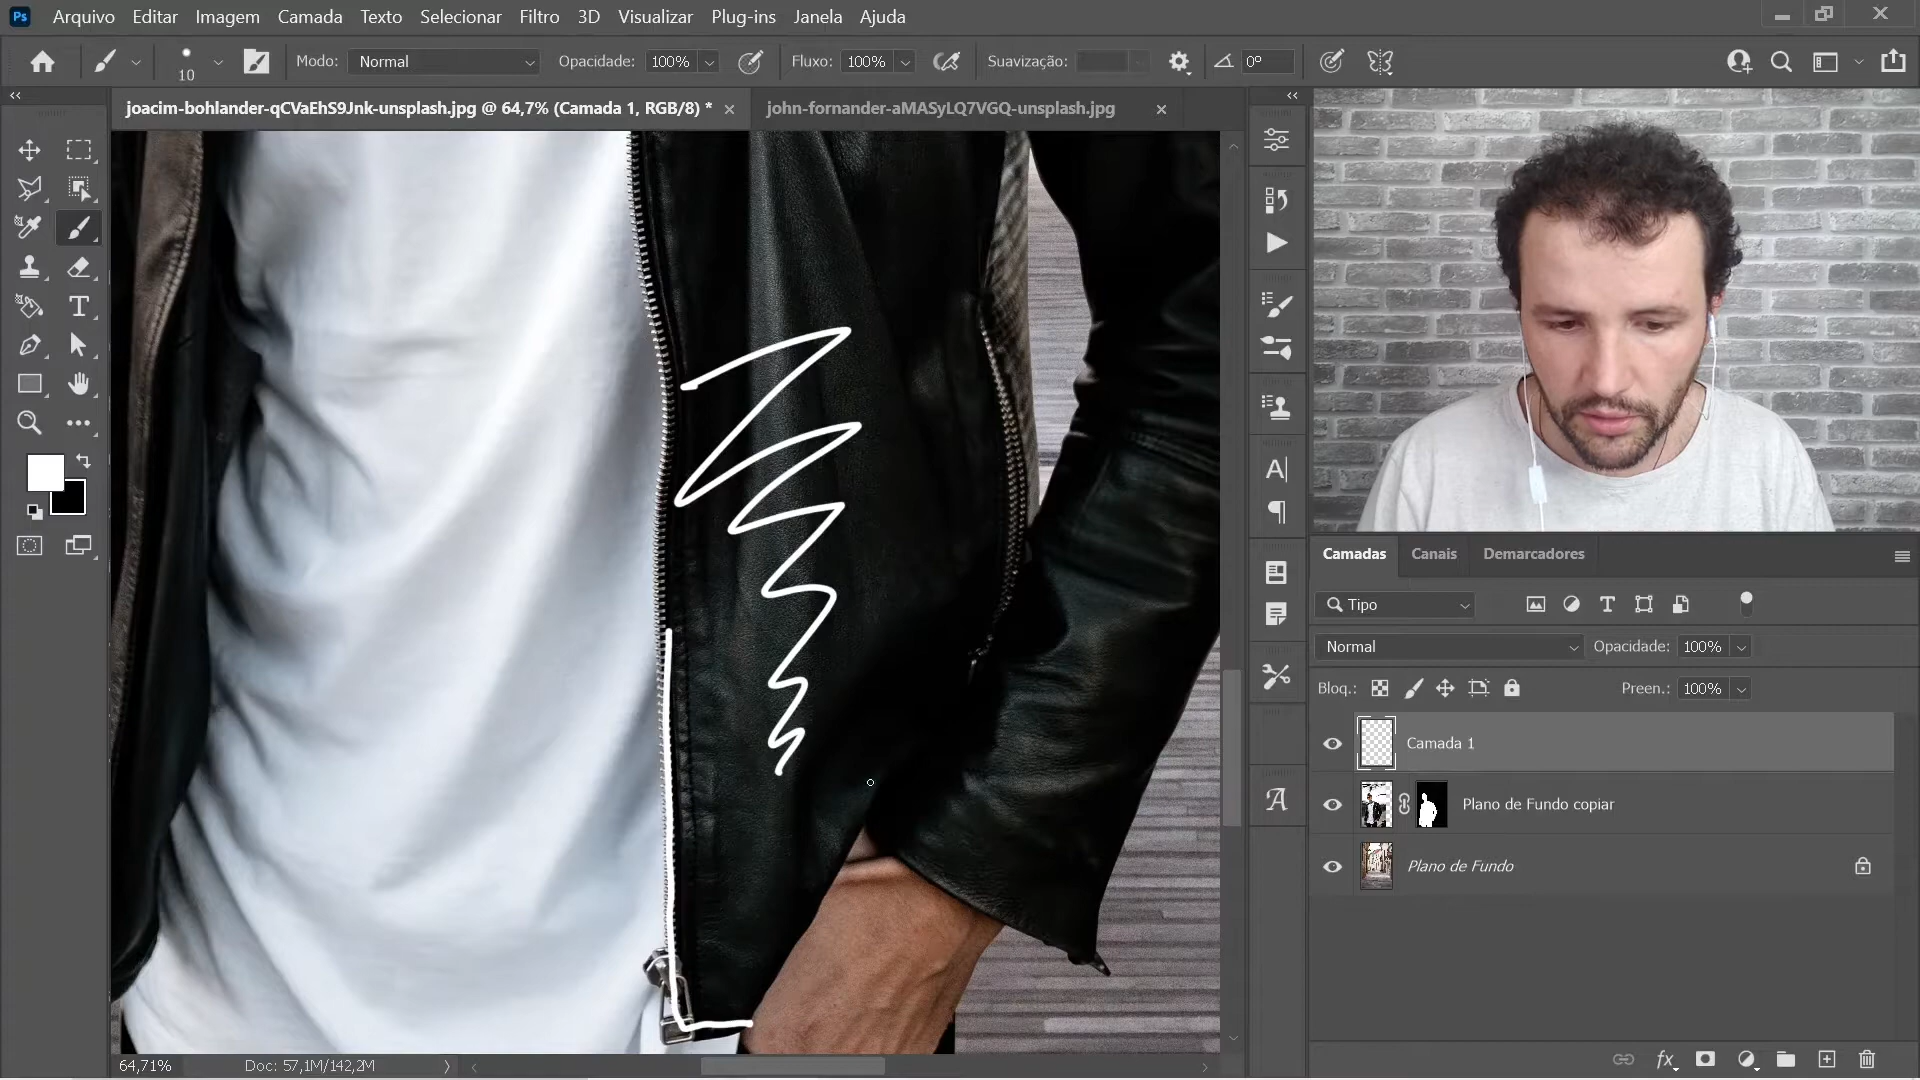 Ps Arquivo Editar Imagem Camada Texto Selecionar Filtro 3D Visualizar Plug-ins Janela Ajuda
10 Modo: Normal Opacidade: 100% Fluxo: 100% Suavização: 0°
joacim-bohlander-qCVaEhS9Jnk-unsplash.jpg @ 64,7% (Camada 1, RGB/8) * john-fornander-aMASyLQ7VGQ-unsplash.jpg
Camadas Canais Demarcadores
Tipo
Normal Opacidade: 100%
Bloq.: Preen.: 100%
Camada 1
Plano de Fundo copiar
Plano de Fundo
64,71% Doc: 57,1M/142,2M